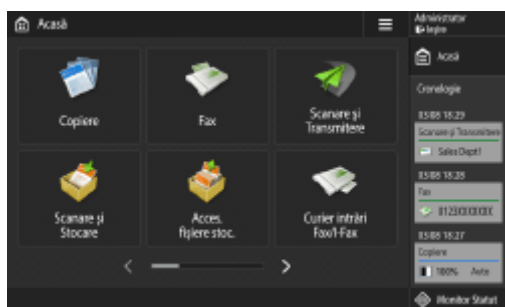 Acasă
Copiere
Fax
Scanare și
Transmitere
Scanare și
Stocare
Acces.
fișiere stoc.
Curier intrări
Fax/I-Fax
Administrator
Ieșire
Acasă
Cronologie
03/08 18:29
Scanare și Transmitere
Sales Dept1
03/08 18:28
Fax
03/08 18:27
Copiere
100% Auto
Monitor Statut